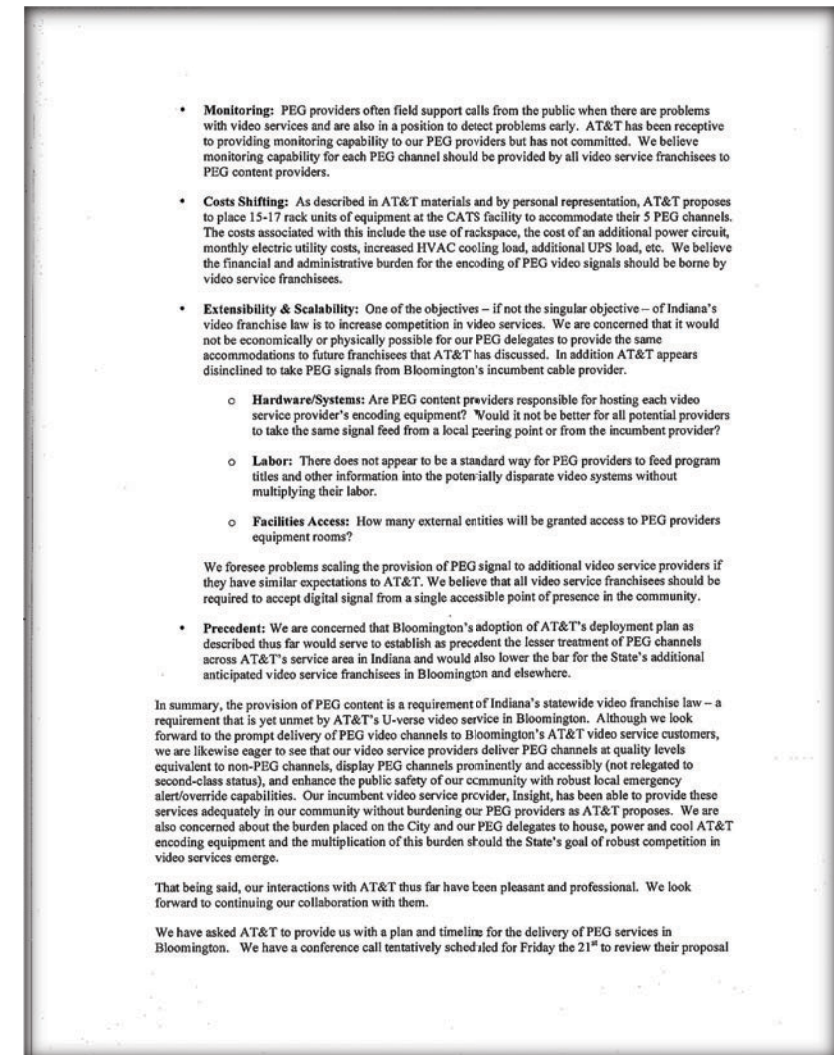 • Monitoring: PEG providers often field support calls from the public when there are problems
with video services and are also in a position to detect problems early. AT&T has been receptive
to providing monitoring capability to our PEG providers but has not committed. We believe
monitoring capability for each PEG channel should be provided by all video service franchisees to
PEG content providers.
• Costs Shifting: As described in AT&T materials and by personal representation, AT&T proposes
to place 15-17 rack units of equipment at the CATS facility to accommodate their 5 PEG channels.
The costs associated with this include the use of rackspace, the cost of an additional power circuit,
monthly electric utility costs, increased HVAC cooling load, additional UPS load, etc. We believe
the financial and administrative burden for the encoding of PEG video signals should be borne by
video service franchisees.
• Extensibility & Scalability: One of the objectives – if not the singular objective – of Indiana's
video franchise law is to increase competition in video services. We are concerned that it would
not be economically or physically possible for our PEG delegates to provide the same
accommodations to future franchisees that AT&T has discussed. In addition AT&T appears
disinclined to take PEG signals from Bloomington's incumbent cable provider.
o Hardware/Systems: Are PEG content providers responsible for hosting each video
service provider's encoding equipment? Would it not be better for all potential providers
to take the same signal feed from a local peering point or from the incumbent provider?
o Labor: There does not appear to be a standard way for PEG providers to feed program
titles and other information into the potentially disparate video systems without
multiplying their labor.
o Facilities Access: How many external entities will be granted access to PEG providers
equipment rooms?
We foresee problems scaling the provision of PEG signal to additional video service providers if
they have similar expectations to AT&T. We believe that all video service franchisees should be
required to accept digital signal from a single accessible point of presence in the community.
• Precedent: We are concerned that Bloomington's adoption of AT&T's deployment plan as
described thus far would serve to establish as precedent the lesser treatment of PEG channels
across AT&T's service area in Indiana and would also lower the bar for the State's additional
anticipated video service franchisees in Bloomington and elsewhere.
In summary, the provision of PEG content is a requirement of Indiana's statewide video franchise law – a
requirement that is yet unmet by AT&T's U-verse video service in Bloomington. Although we look
forward to the prompt delivery of PEG video channels to Bloomington's AT&T video service customers,
we are likewise eager to see that our video service providers deliver PEG channels at quality levels
equivalent to non-PEG channels, display PEG channels prominently and accessibly (not relegated to
second-class status), and enhance the public safety of our community with robust local emergency
alert/override capabilities. Our incumbent video service provider, Insight, has been able to provide these
services adequately in our community without burdening our PEG providers as AT&T proposes. We are
also concerned about the burden placed on the City and our PEG delegates to house, power and cool AT&T
encoding equipment and the multiplication of this burden should the State's goal of robust competition in
video services emerge.
That being said, our interactions with AT&T thus far have been pleasant and professional. We look
forward to continuing our collaboration with them.
We have asked AT&T to provide us with a plan and timeline for the delivery of PEG services in
Bloomington. We have a conference call tentatively scheduled for Friday the 21st to review their proposal